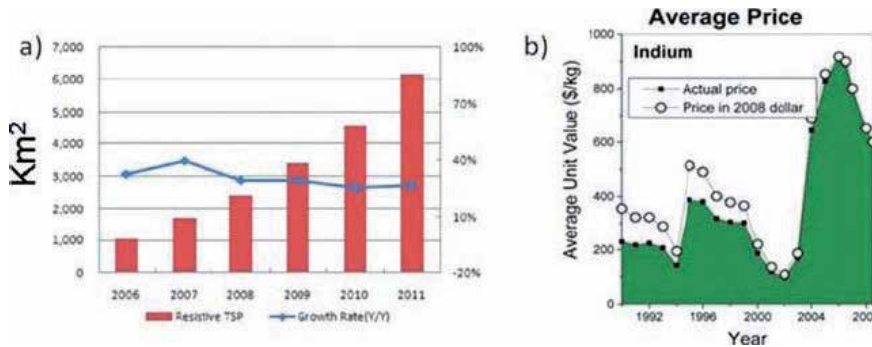 a)
7,000
6,000
5,000
4,000
3,000
2,000
1,000
0
Km²
100%
70%
40%
10%
-20%
2006 2007 2008 2009 2010 2011
Resistive TSP Growth Rate(Y/Y)
b)
Average Price
Indium
Actual price
Price in 2008 dollar
Average Unit Value ($/kg)
1000
800
600
400
200
0
1992 1996 2000 2004 200
Year